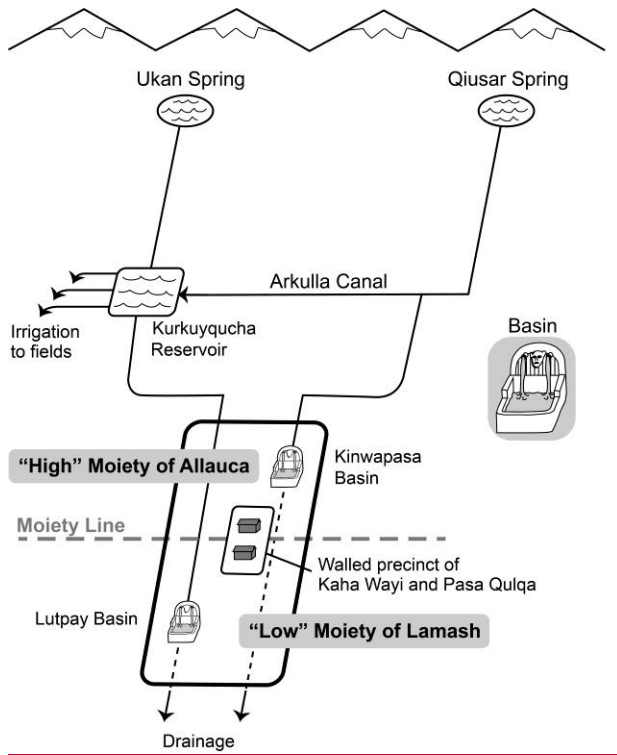 Ukan Spring
Qiusar Spring
Arkulla Canal
Irrigation
to fields
Kurkuyqucha
Reservoir
Basin
“High” Moiety of Allauca
Kinwapasa
Basin
Moiety Line
Walled precinct of
Kaha Wayi and Pasa Qulqa
Lutpay Basin
“Low” Moiety of Lamash
Drainage